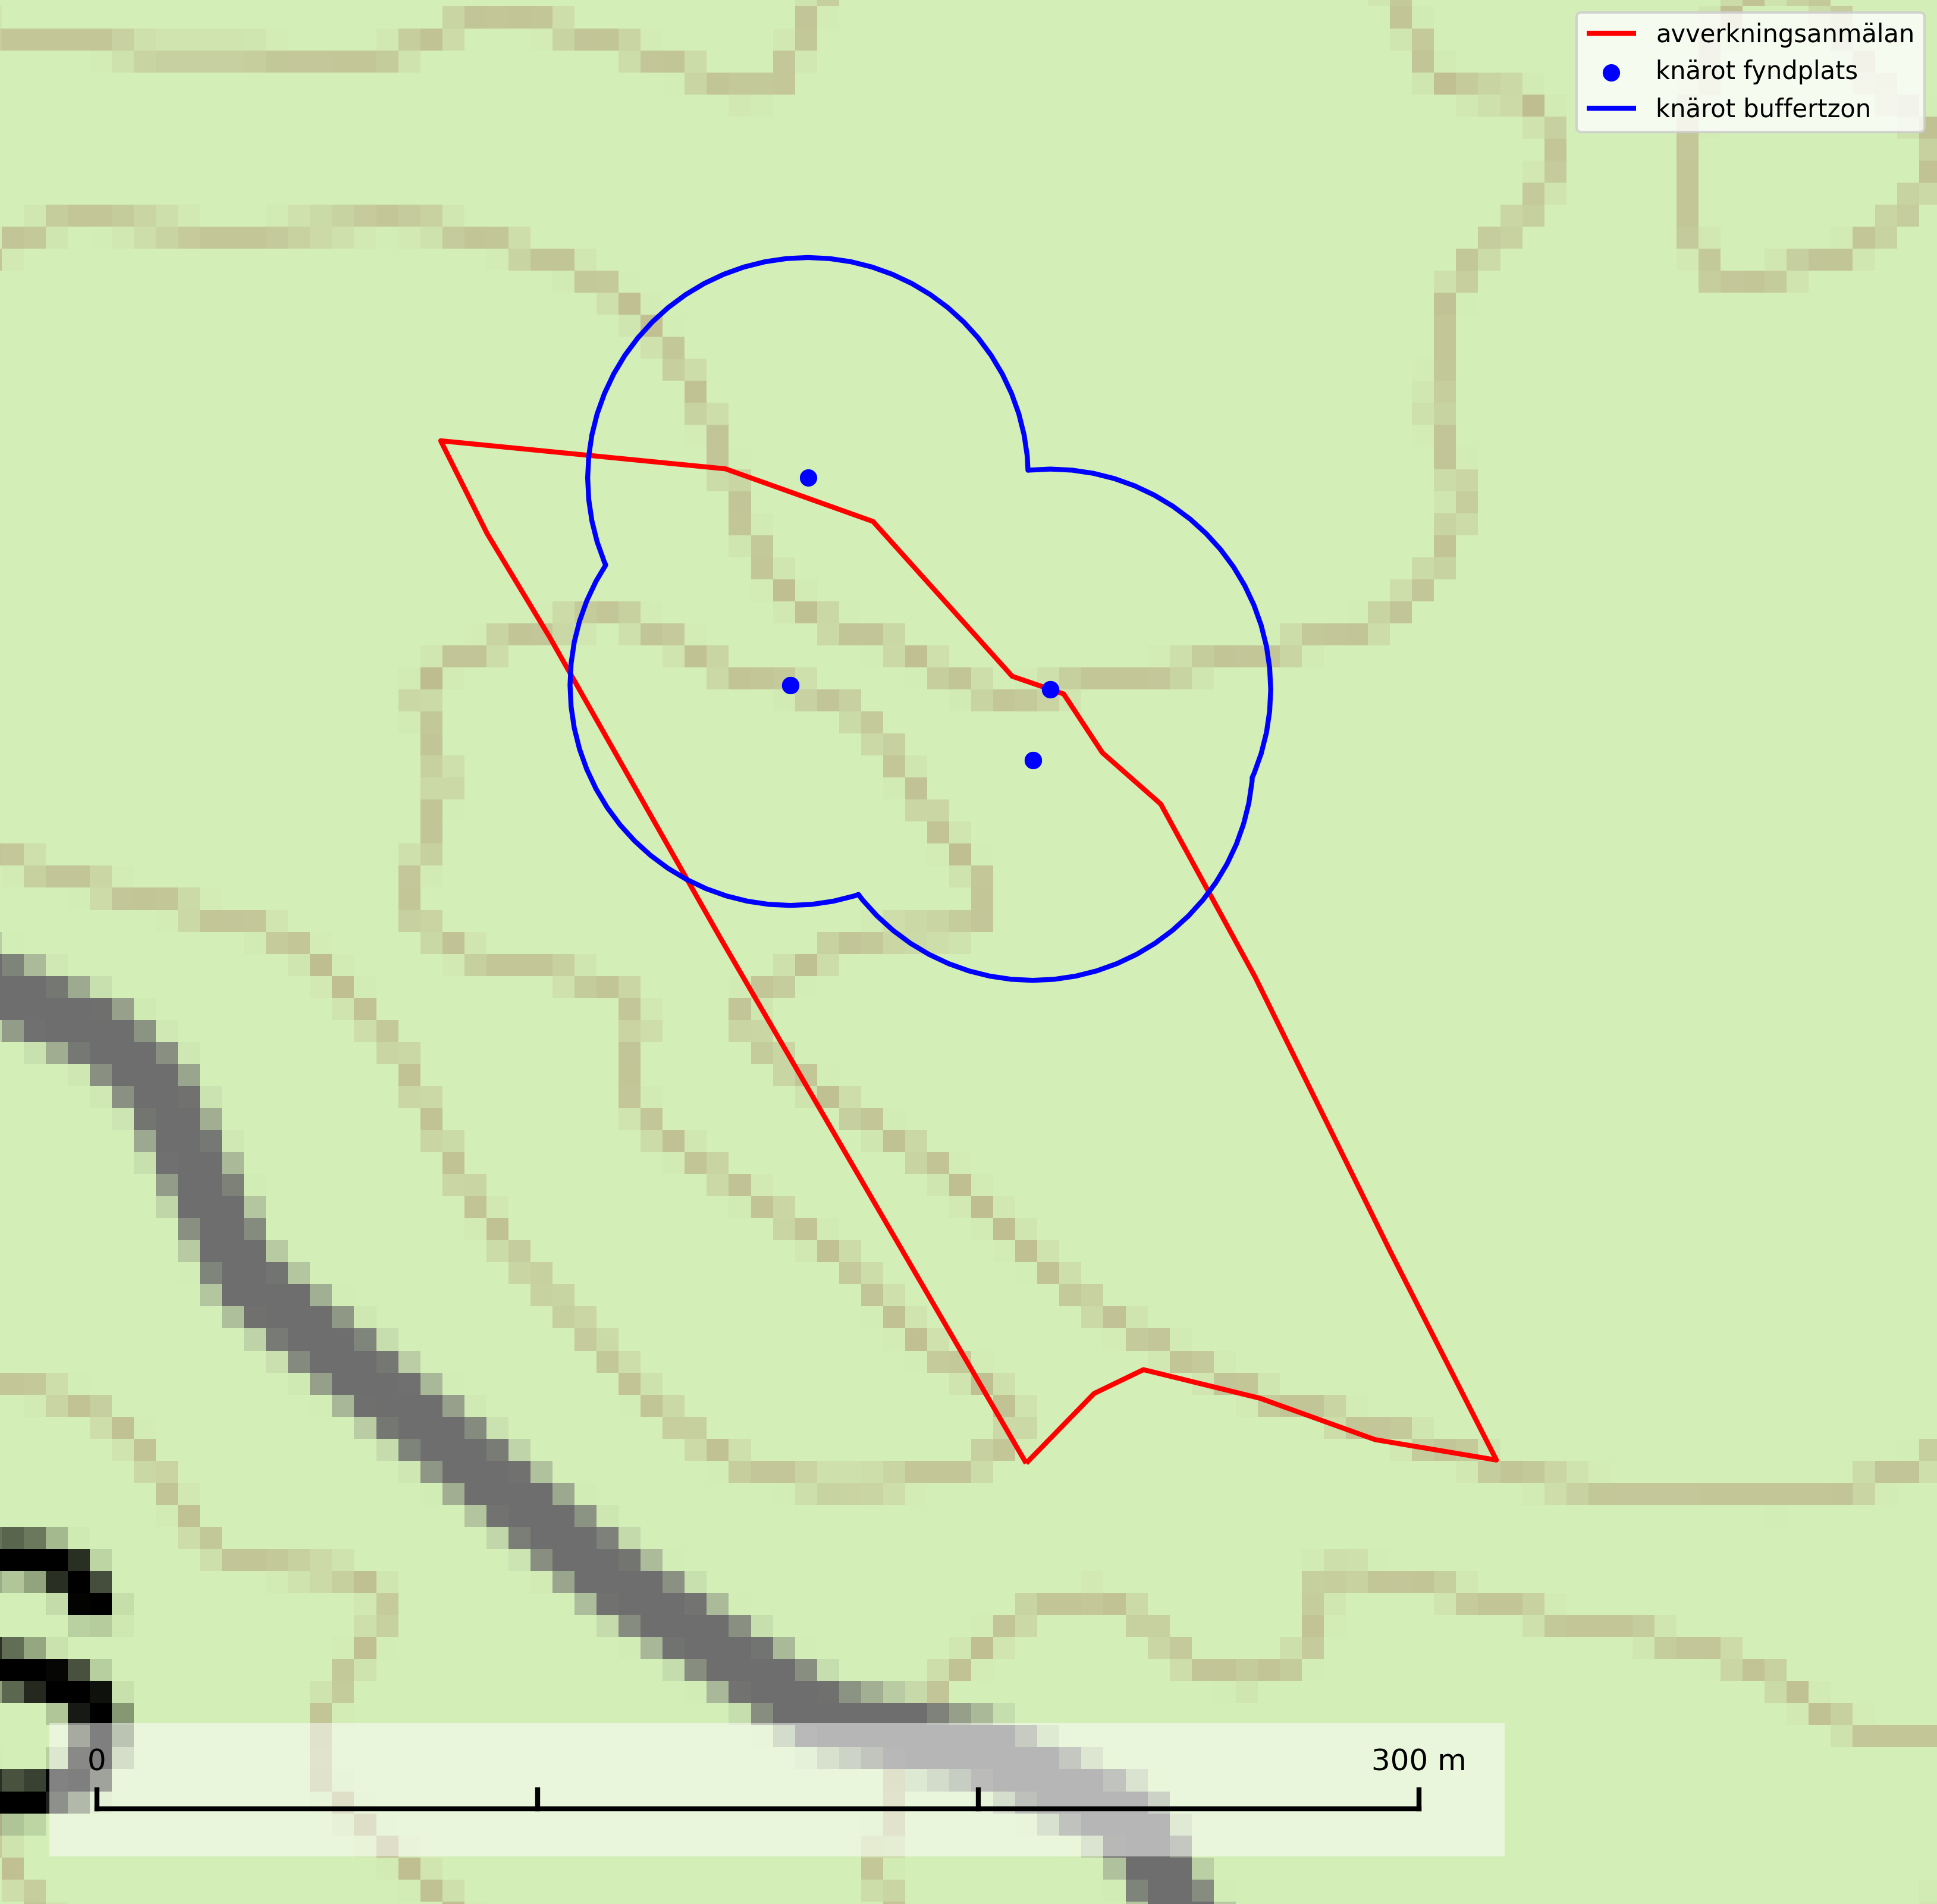 avverkningsanmälan
knärot fyndplats
knärot buffertzon
0 300 m